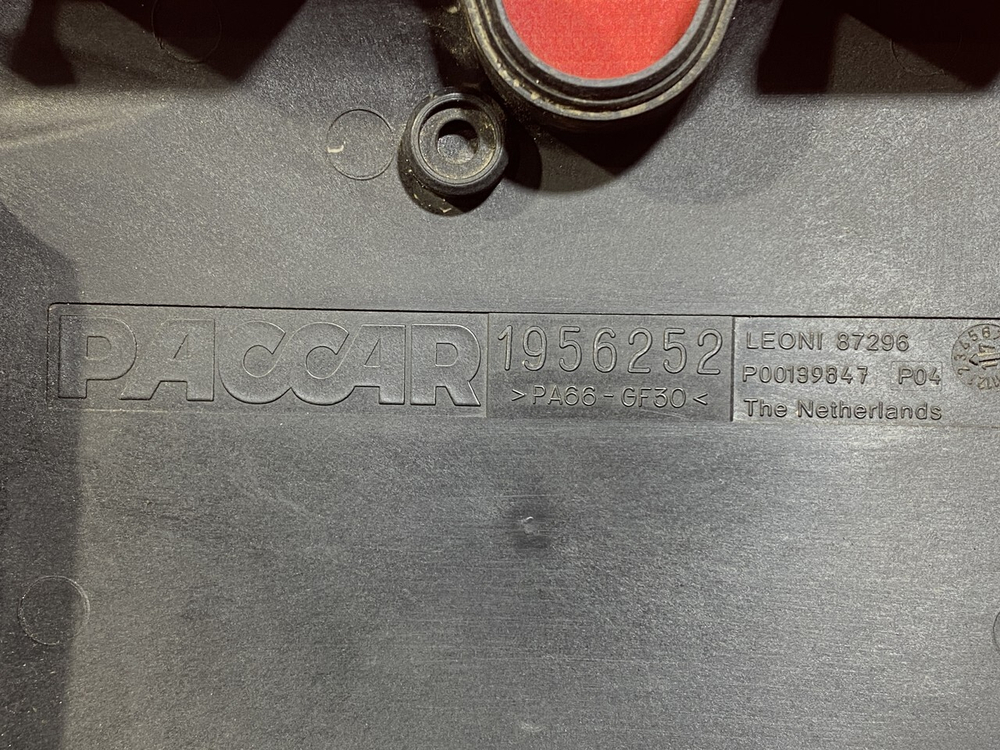 PACCAR
1956252
>PA66-GF30<
LEONI 87296
P00139847 P04
The Netherlands